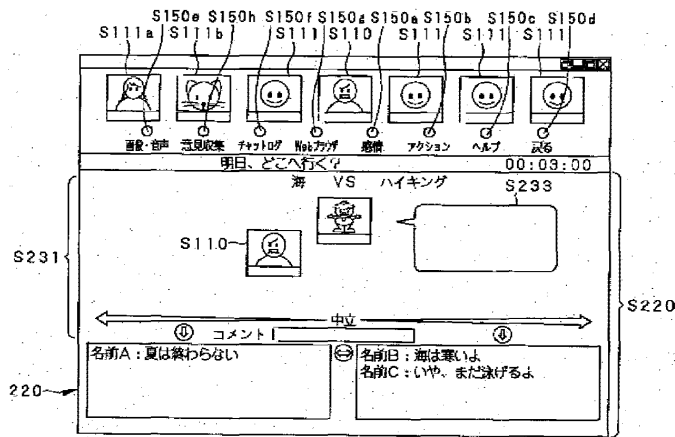 S150e S150h S150f S150g S150a S150b S150c S150d
S111a S111b S111 S110 S111 S111 S111
画像・音声 意見収集 チャットログ Webブラウザ 感情 アクション ヘルプ 戻る
明日、どこへ行く? 00:03:00
海 VS ハイキング
S233
S110
S231
S220
中立
コメント
名前A:夏は終わらない
名前B:海は寒いよ
名前C:いや、まだ泳げるよ
220